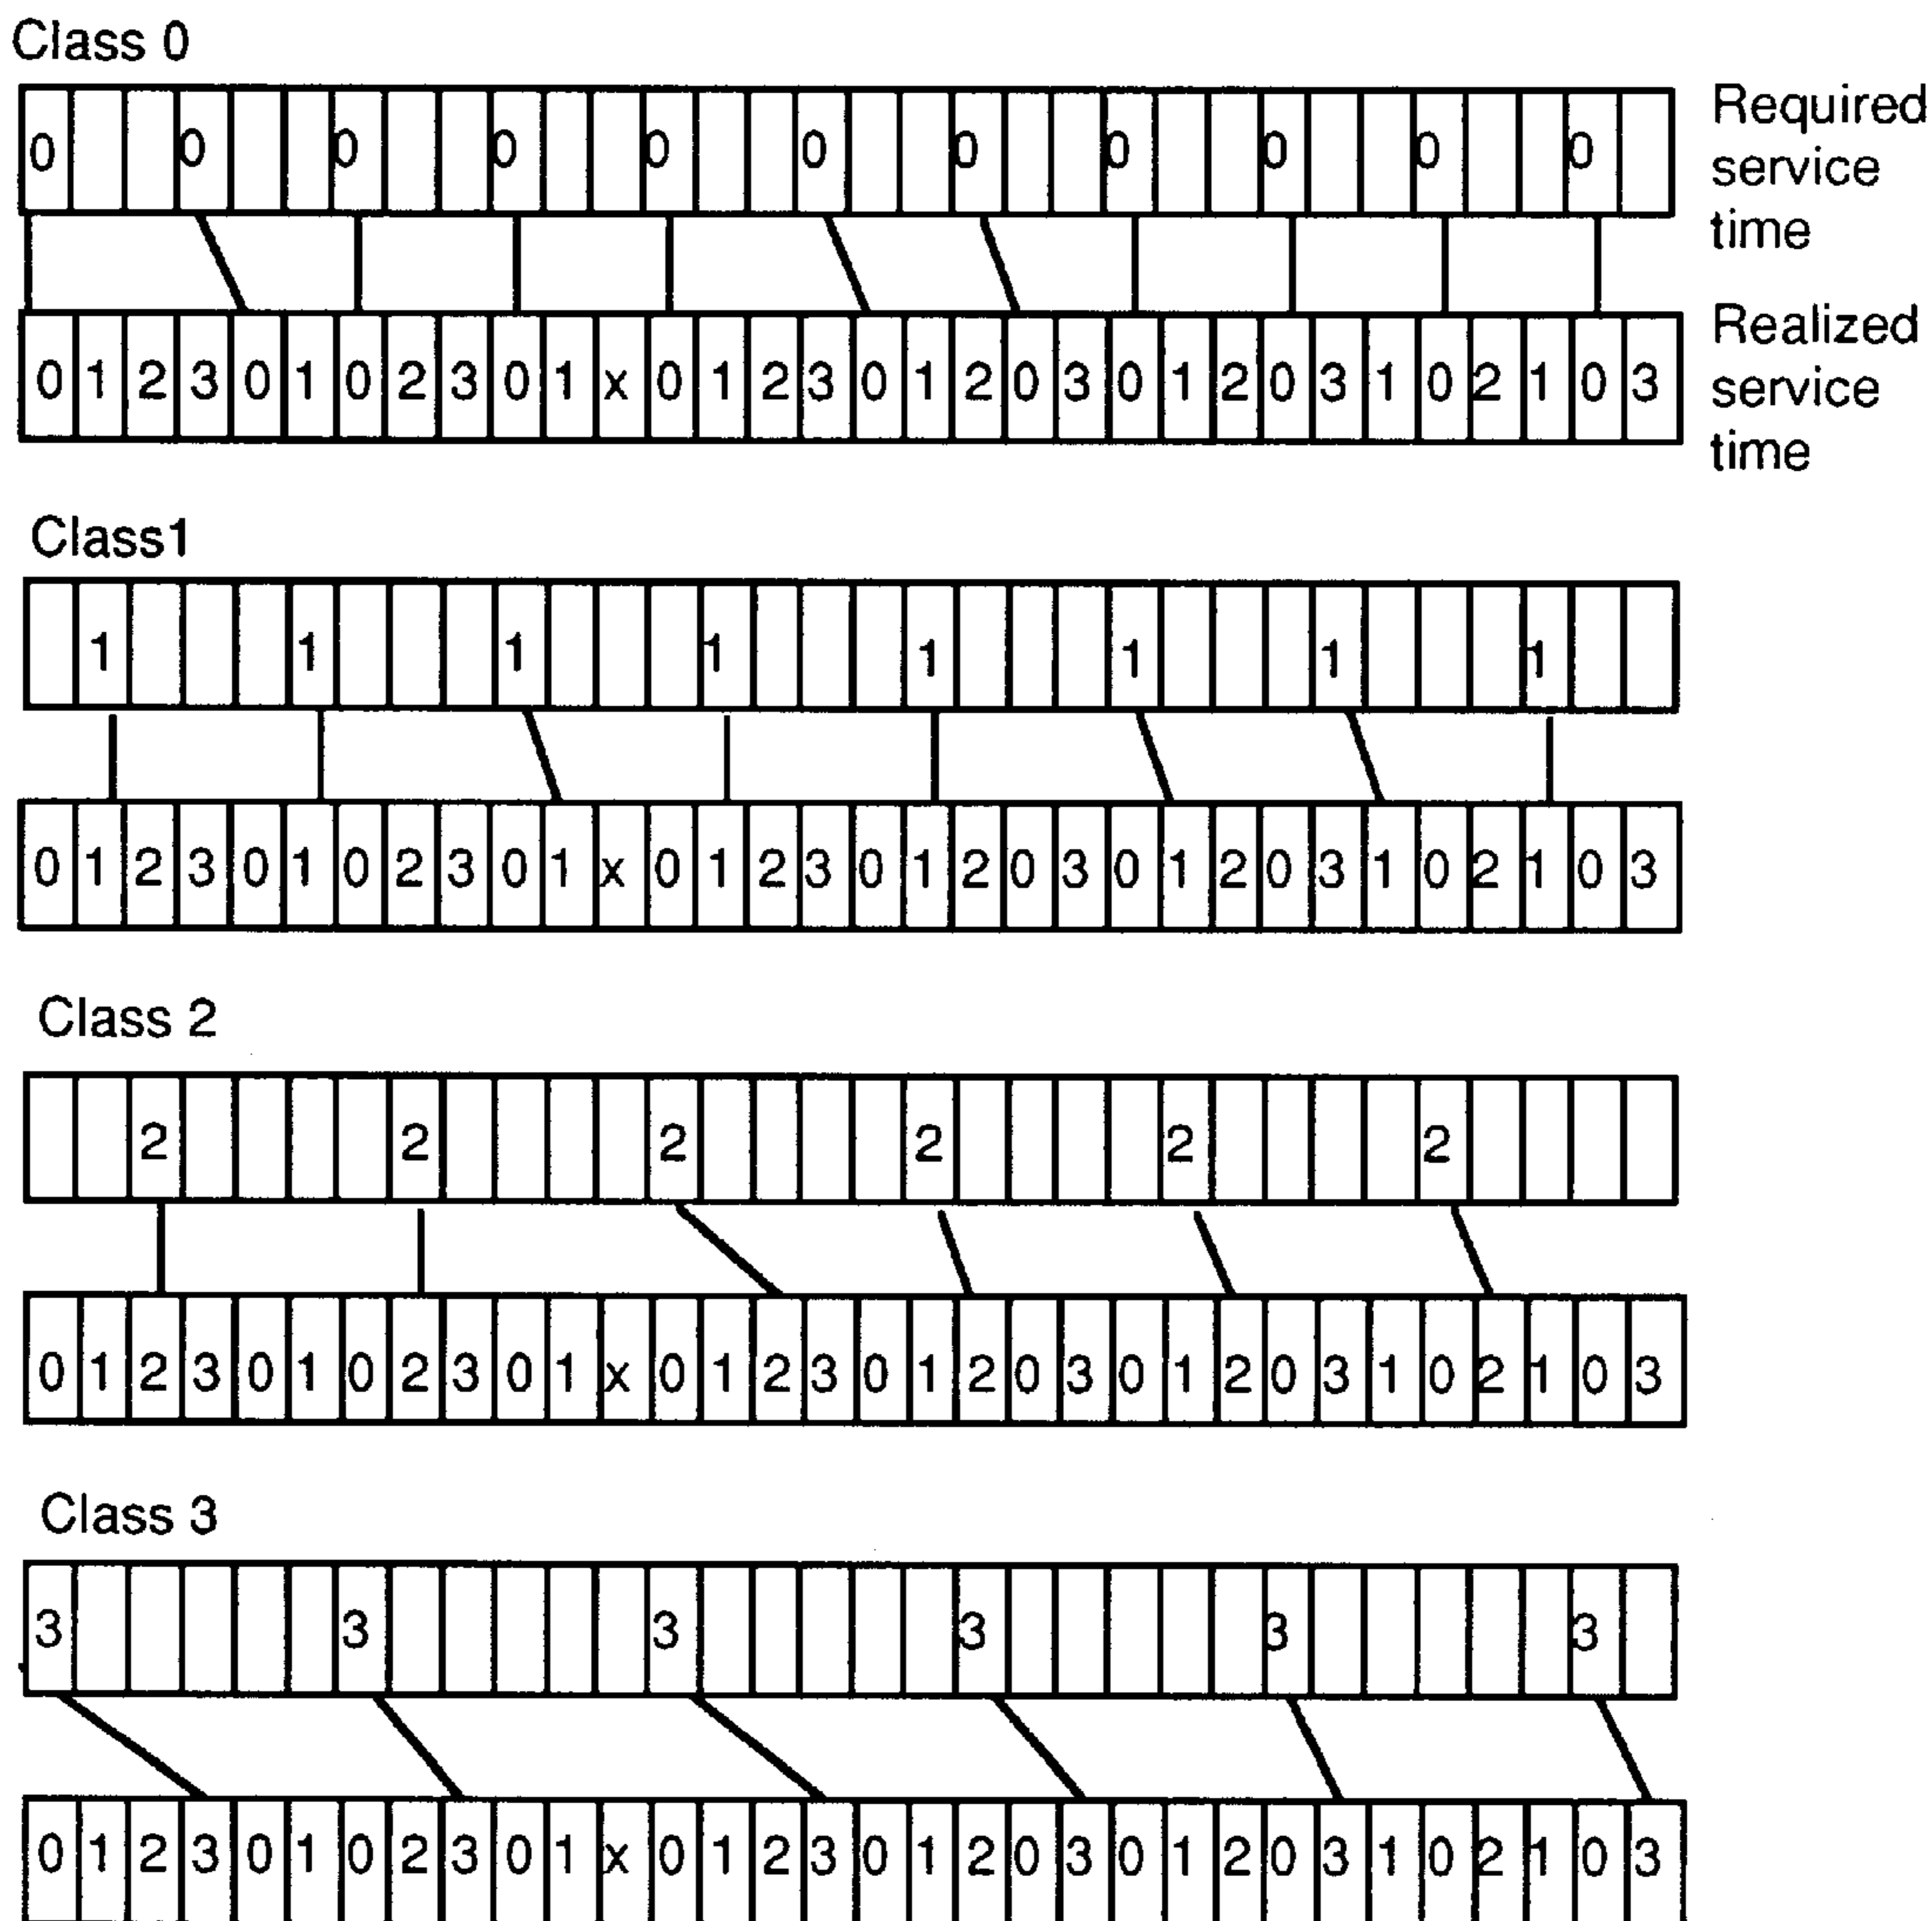 Class 0
0 0 0 0 0 0 0 0 0 0 0
Required
service
time
0 1 2 3 0 1 0 2 3 0 1 x 0 1 2 3 0 1 2 0 3 0 1 2 0 3 1 0 2 1 0 3
Realized
service
time
Class1
1 1 1 1 1 1 1 1
0 1 2 3 0 1 0 2 3 0 1 x 0 1 2 3 0 1 2 0 3 0 1 2 0 3 1 0 2 1 0 3
Class 2
2 2 2 2 2 2
0 1 2 3 0 1 0 2 3 0 1 x 0 1 2 3 0 1 2 0 3 0 1 2 0 3 1 0 2 1 0 3
Class 3
3 3 3 3 3 3
0 1 2 3 0 1 0 2 3 0 1 x 0 1 2 3 0 1 2 0 3 0 1 2 0 3 1 0 2 1 0 3